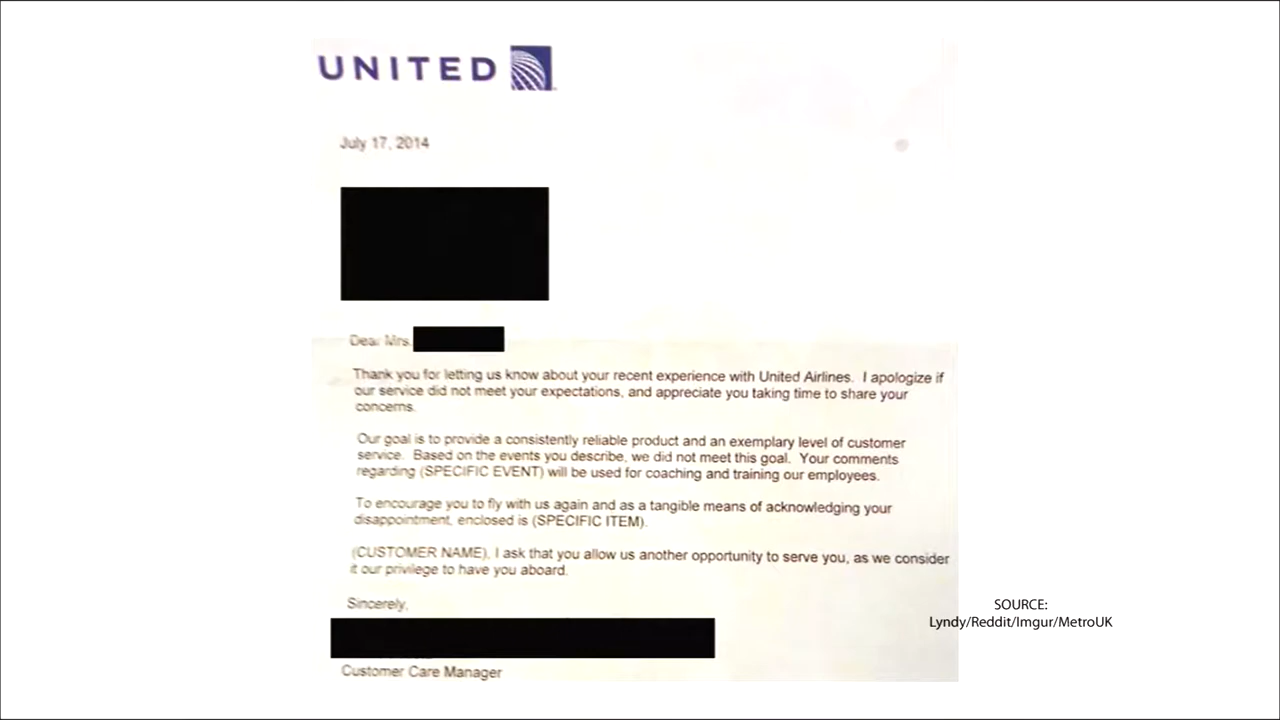 UNITED
July 17, 2014
Dear Mrs.
Thank you for letting us know about your recent experience with United Airlines. I apologize if
our service did not meet your expectations, and appreciate you taking time to share your
concerns.
Our goal is to provide a consistently reliable product and an exemplary level of customer
service. Based on the events you describe, we did not meet this goal. Your comments
regarding (SPECIFIC EVENT) will be used for coaching and training our employees.
To encourage you to fly with us again and as a tangible means of acknowledging your
disappointment, enclosed is (SPECIFIC ITEM).
(CUSTOMER NAME), I ask that you allow us another opportunity to serve you, as we consider
it our privilege to have you aboard.
Sincerely,
Customer Care Manager
SOURCE:
Lyndy/Reddit/Imgur/MetroUK